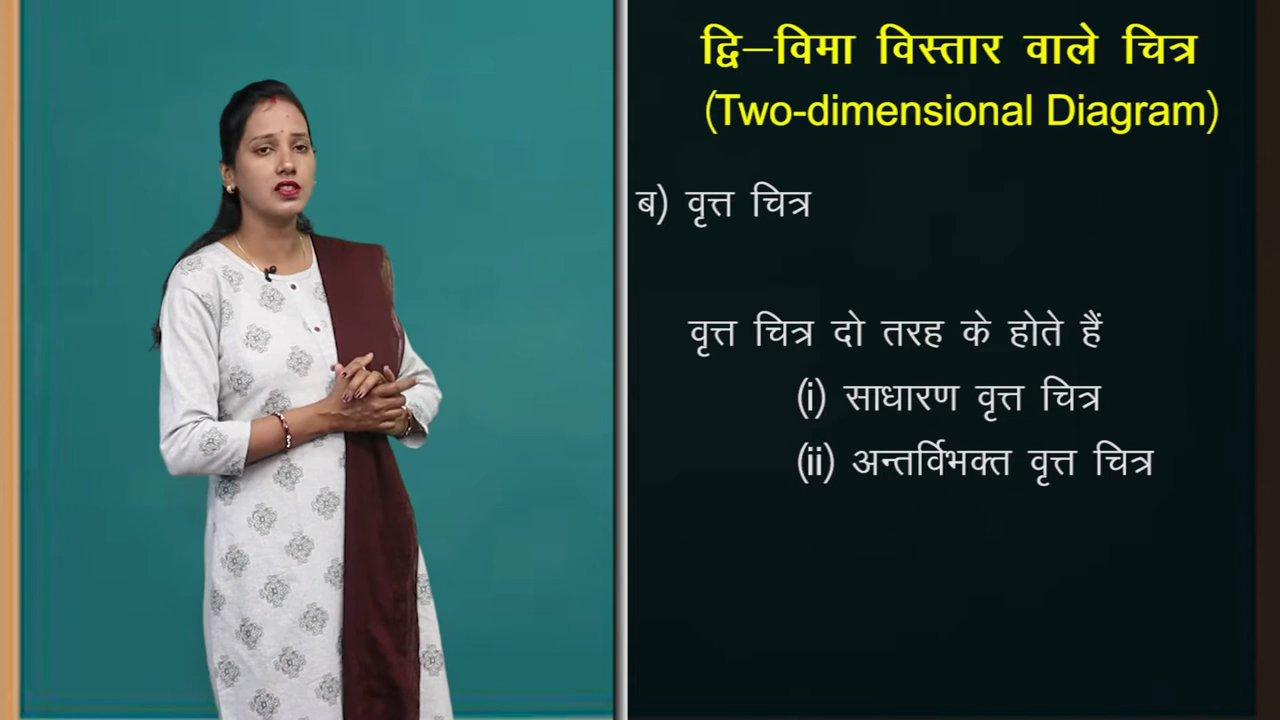 द्वि–विमा विस्तार वाले चित्र
(Two-dimensional Diagram)
ब) वृत्त चित्र
वृत्त चित्र दो तरह के होते हैं
(i) साधारण वृत्त चित्र
(ii) अन्तर्विभक्त वृत्त चित्र